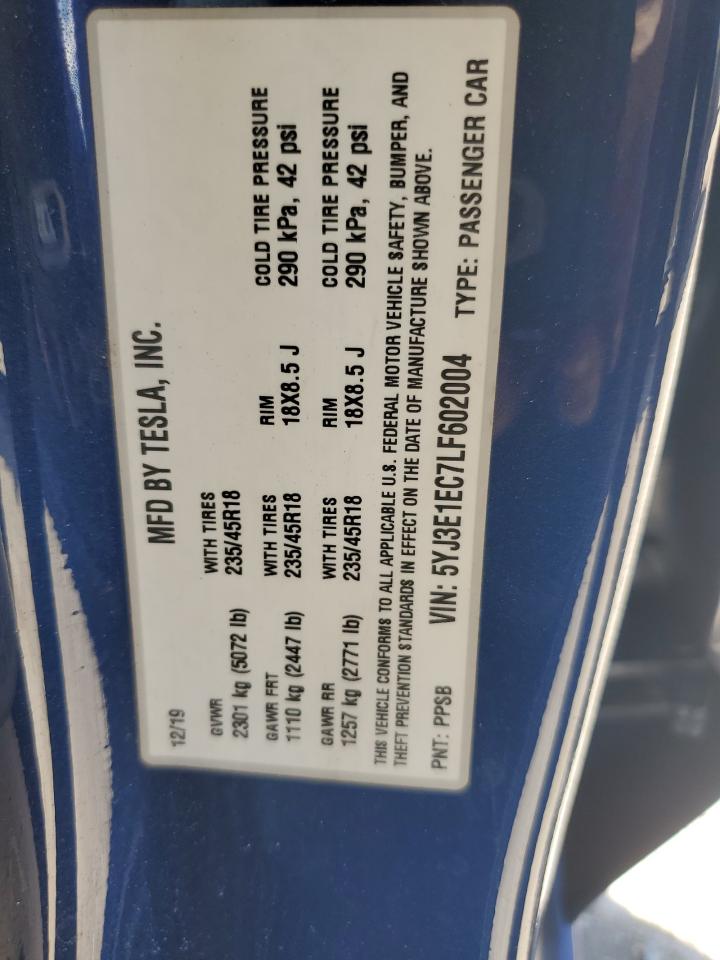 MFD BY TESLA, INC.
12/19
GVWR WITH TIRES
2301 kg (5072 lb) 235/45R18
GAWR FRT WITH TIRES RIM COLD TIRE PRESSURE
1110 kg (2447 lb) 235/45R18 18X8.5 J 290 kPa, 42 psi
GAWR RR WITH TIRES RIM COLD TIRE PRESSURE
1257 kg (2771 lb) 235/45R18 18X8.5 J 290 kPa, 42 psi
THIS VEHICLE CONFORMS TO ALL APPLICABLE U.S. FEDERAL MOTOR VEHICLE SAFETY, BUMPER, AND
THEFT PREVENTION STANDARDS IN EFFECT ON THE DATE OF MANUFACTURE SHOWN ABOVE.
PNT: PPSB VIN: 5YJ3E1EC7LF602004 TYPE: PASSENGER CAR